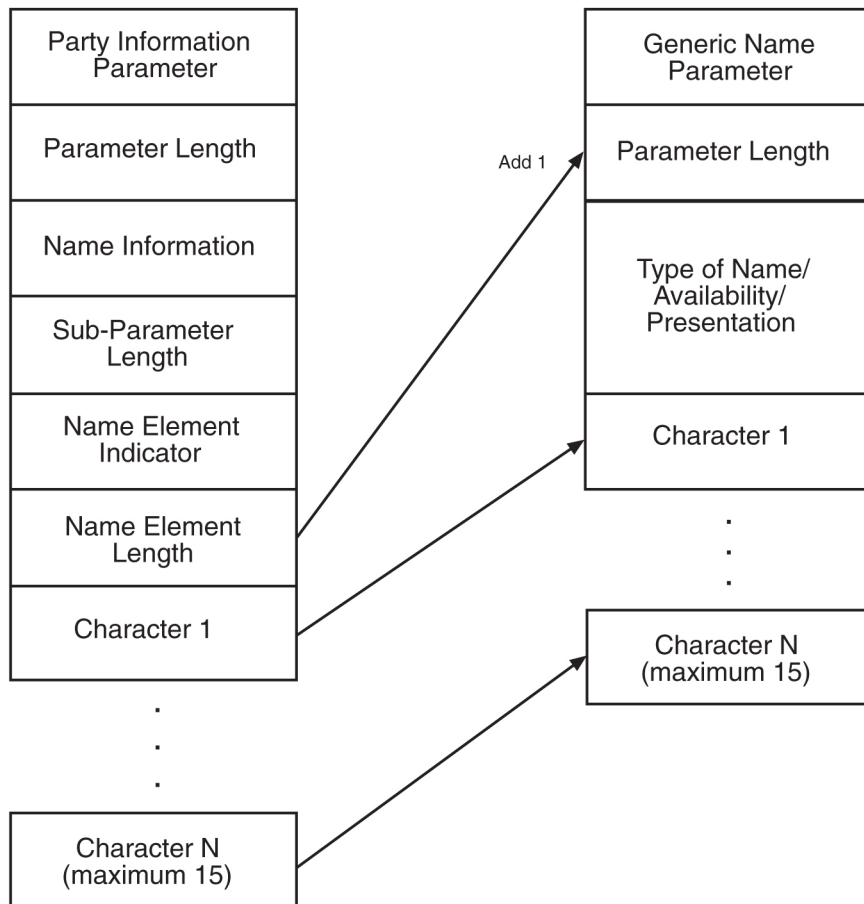 Party Information
Parameter
Parameter Length
Name Information
Sub-Parameter
Length
Name Element
Indicator
Name Element
Length
Character 1
.
.
.
Character N
(maximum 15)
Add 1
Generic Name
Parameter
Parameter Length
Type of Name/
Availability/
Presentation
Character 1
.
.
.
Character N
(maximum 15)